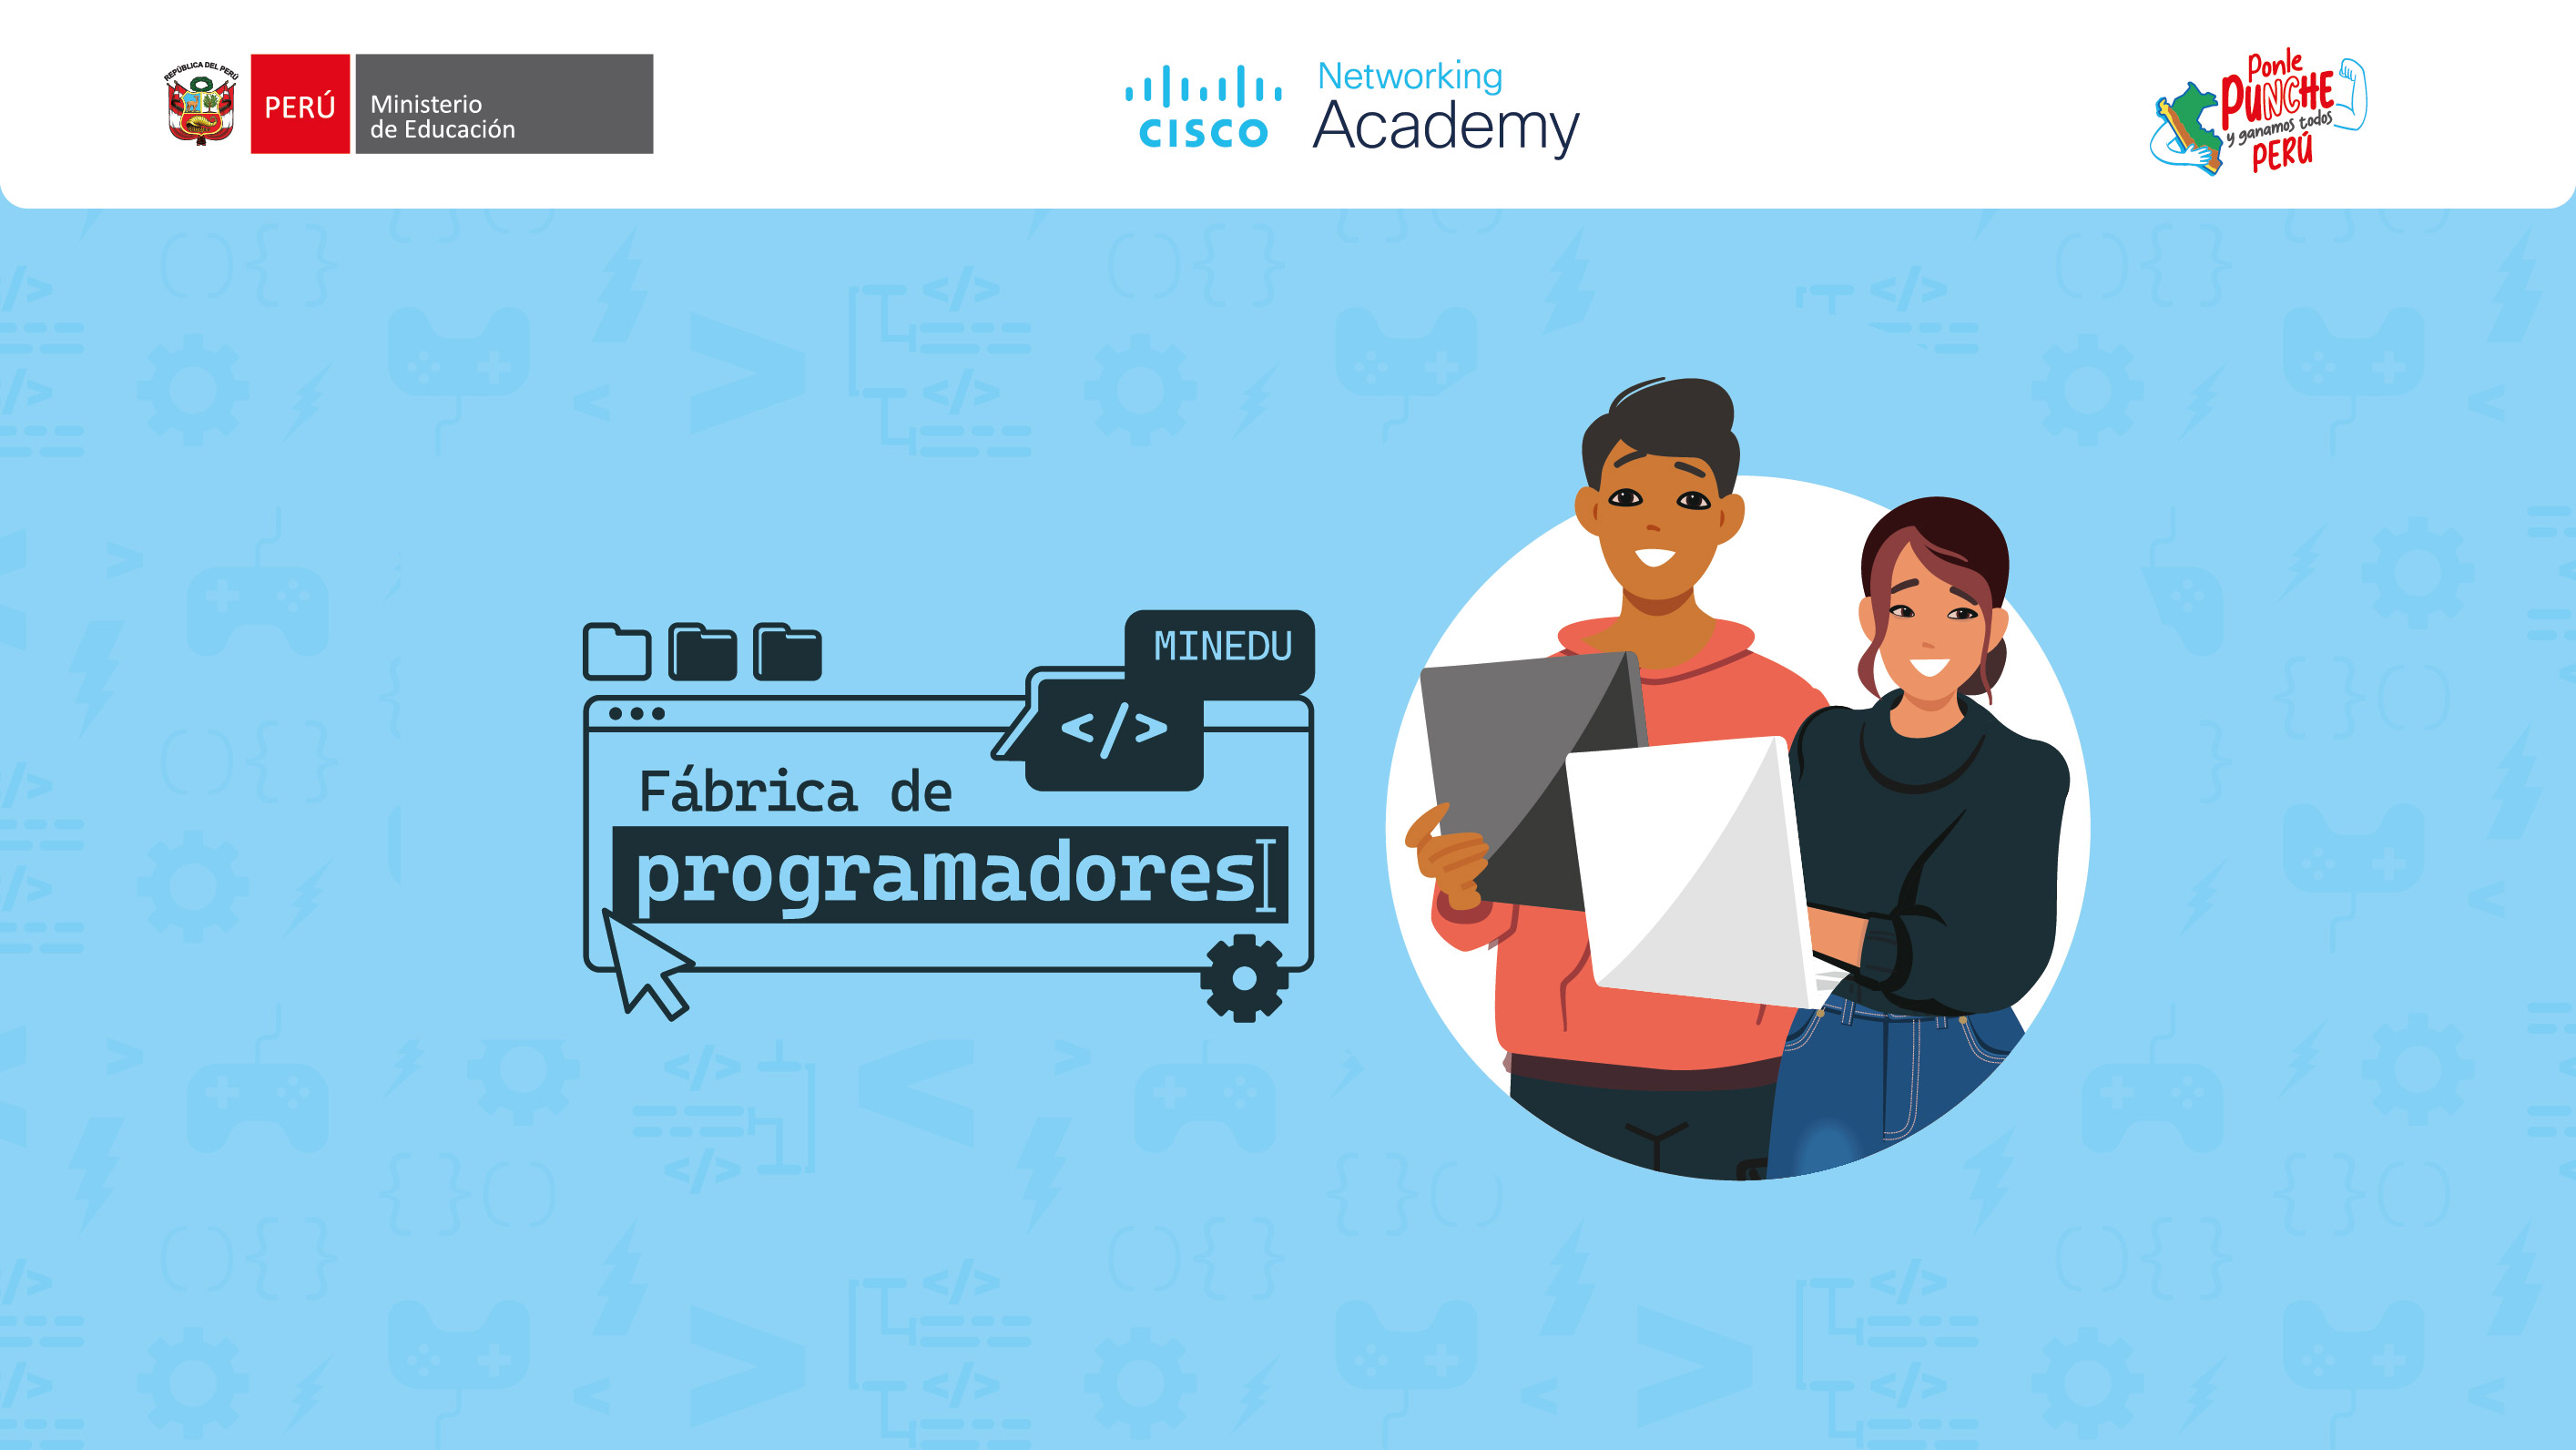 REPÚBLICA DEL PERÚ
PERÚ
Ministerio
de Educación
CISCO
Networking
Academy
Ponle
PUNCHE
y ganamos todos
PERÚ
MINEDU
</>
Fábrica de
programadores